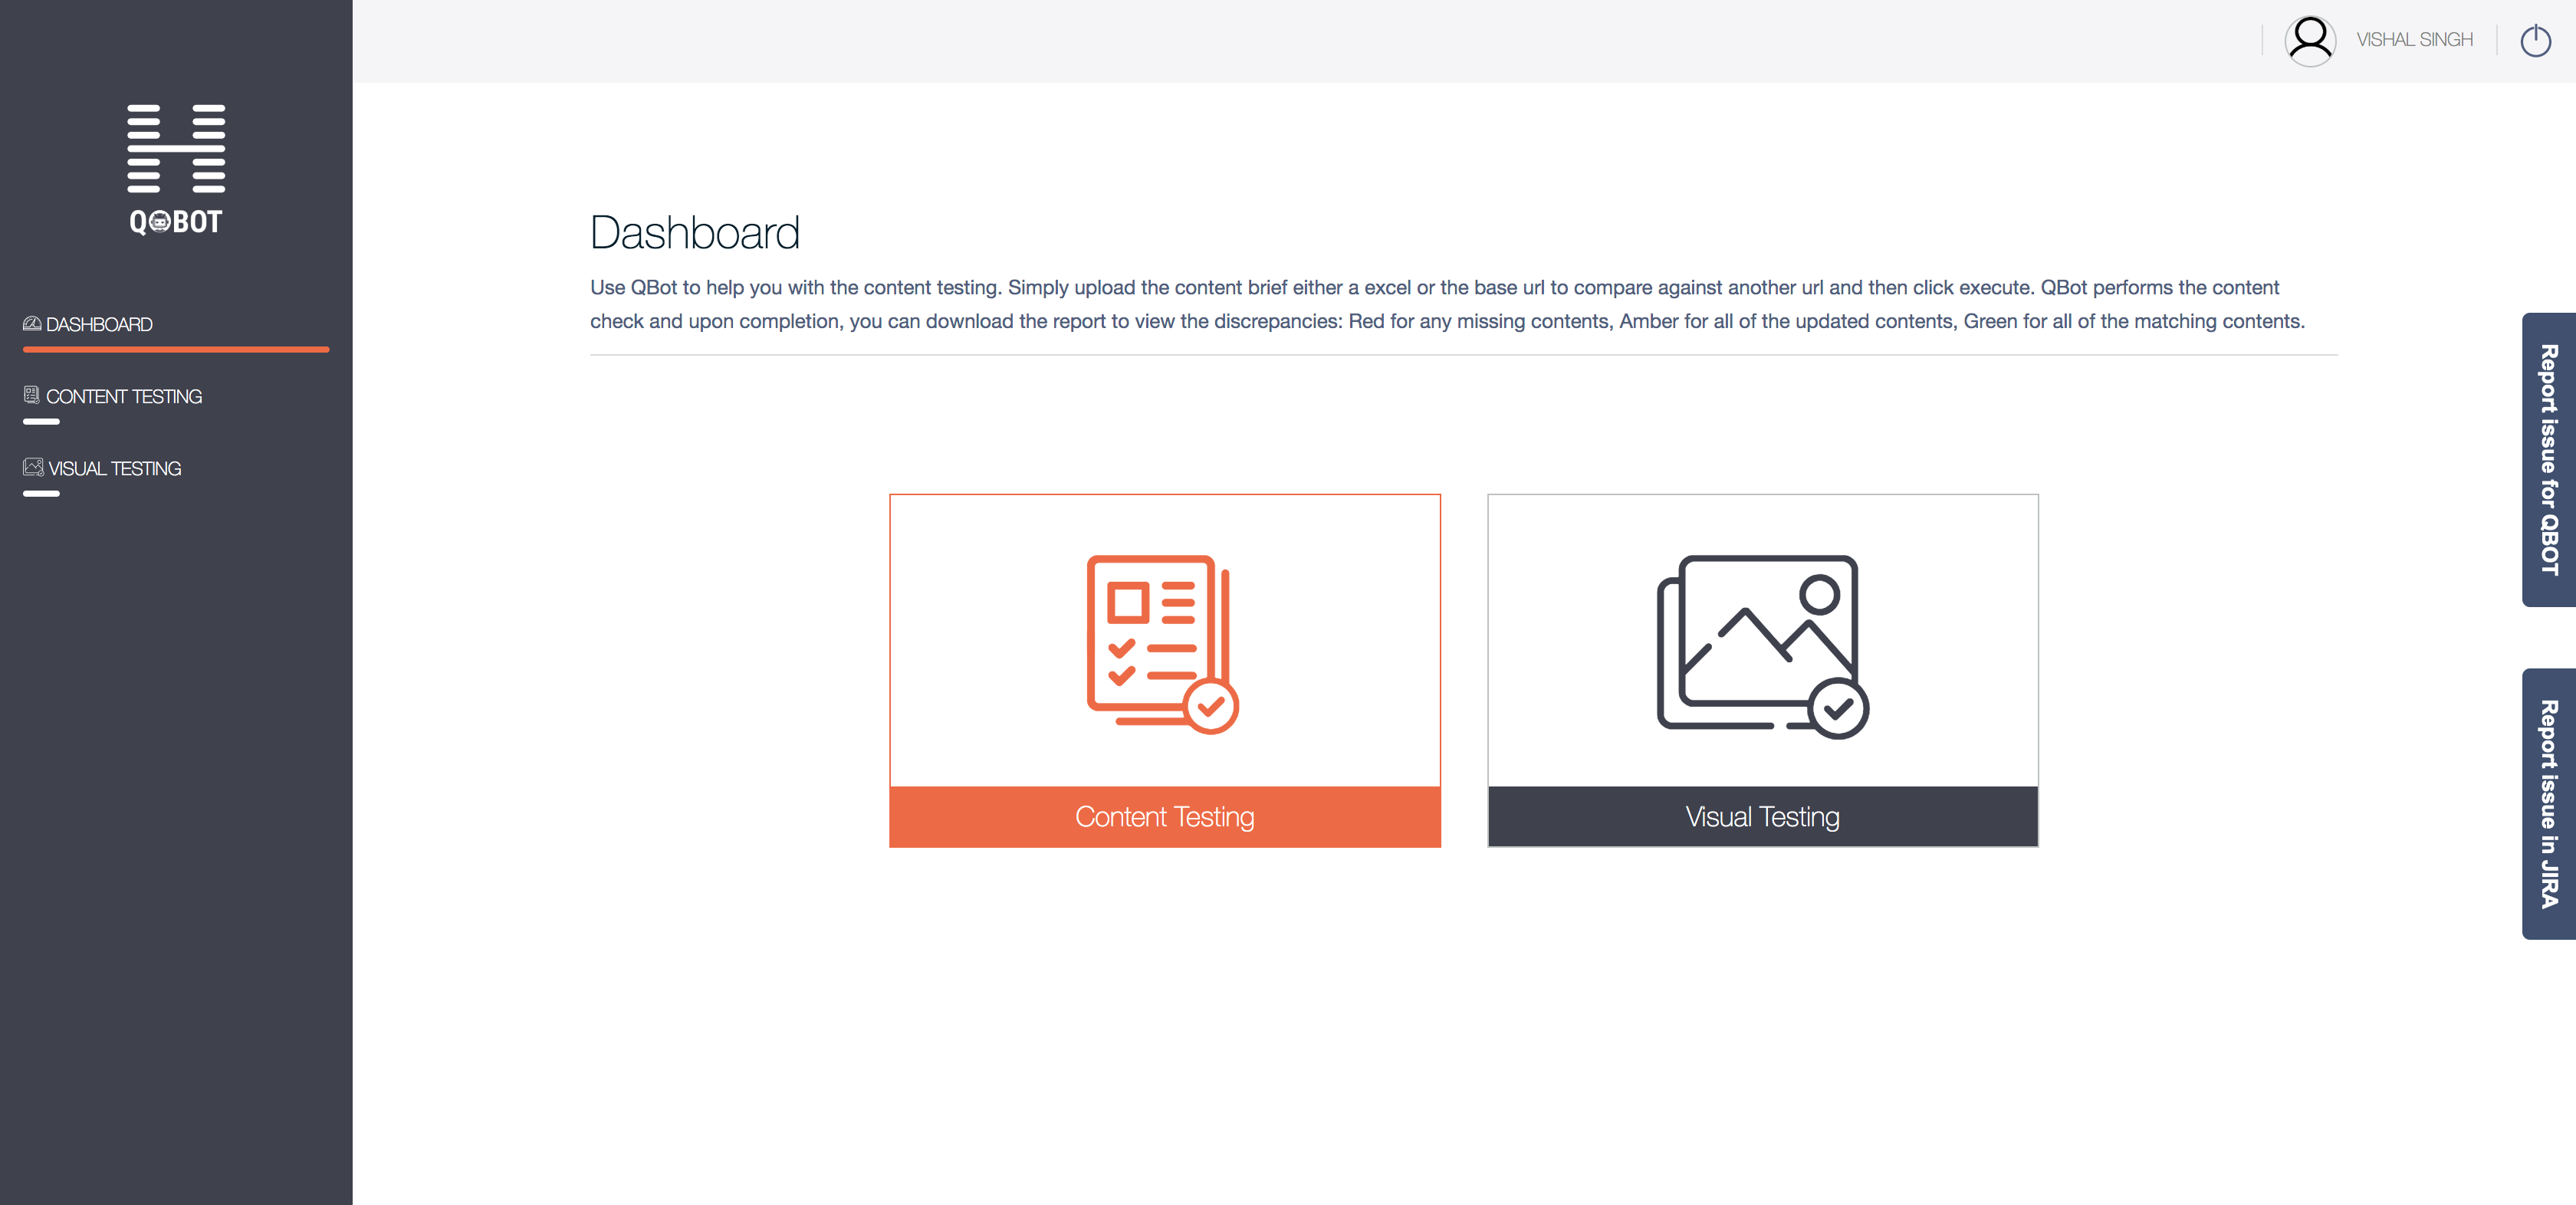 VISHAL SINGH
QBOT
DASHBOARD
CONTENT TESTING
VISUAL TESTING
Dashboard
Use QBot to help you with the content testing. Simply upload the content brief either a excel or the base url to compare against another url and then click execute. QBot performs the content
check and upon completion, you can download the report to view the discrepancies: Red for any missing contents, Amber for all of the updated contents, Green for all of the matching contents.
Content Testing
Visual Testing
Report issue for QBOT
Report issue in JIRA